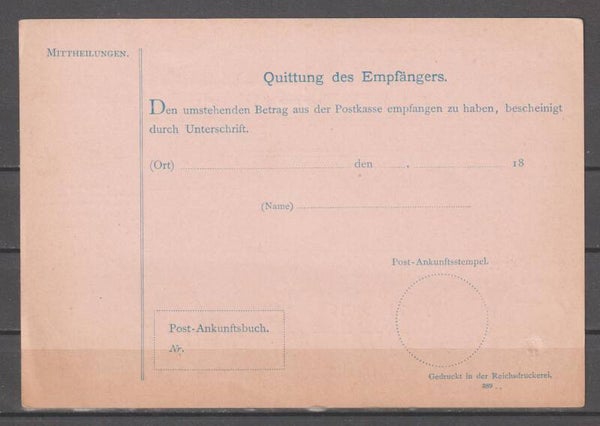 Mittheilungen.
Quittung des Empfängers.
Den umstehenden Betrag aus der Postkasse empfangen zu haben, bescheinigt
durch Unterschrift.
(Ort) den 18
(Name)
Post-Ankunftsstempel.
Post-Ankunftsbuch.
Nr.
Gedruckt in der Reichsdruckerei.